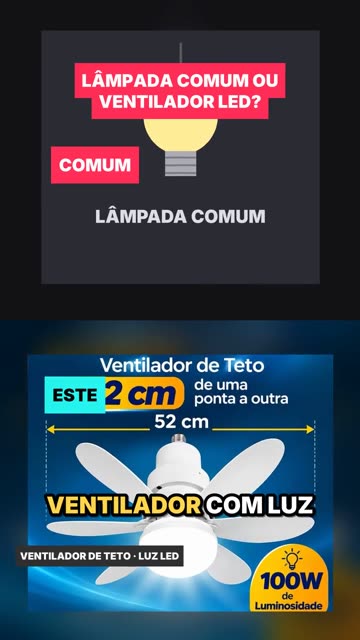 LÂMPADA COMUM OU
VENTILADOR LED?
COMUM
LÂMPADA COMUM
Ventilador de Teto
ESTE
2 cm
de uma
ponta a outra
52 cm
VENTILADOR COM LUZ
VENTILADOR DE TETO · LUZ LED
100W
de
Luminosidade